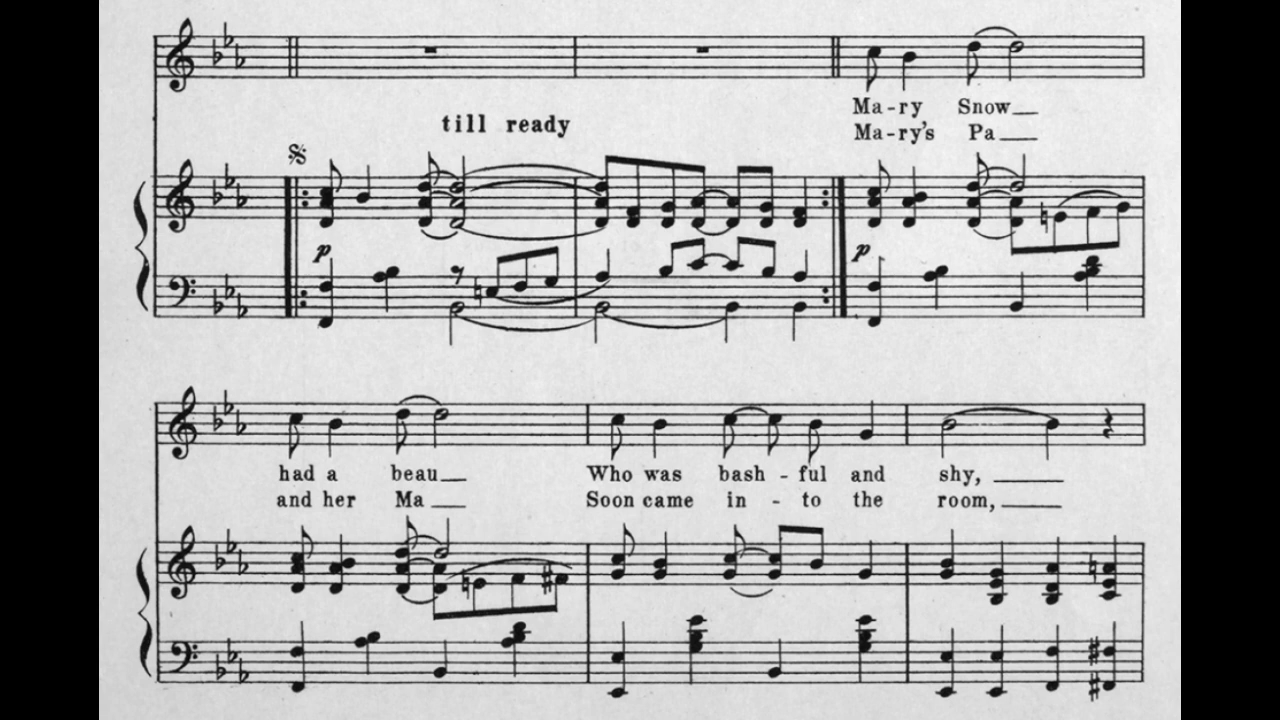 till ready
Ma-ry Snow
Ma-ry's Pa
p
p
had a beau
Who was bash-ful and shy,
and her Ma
Soon came in-to the room,